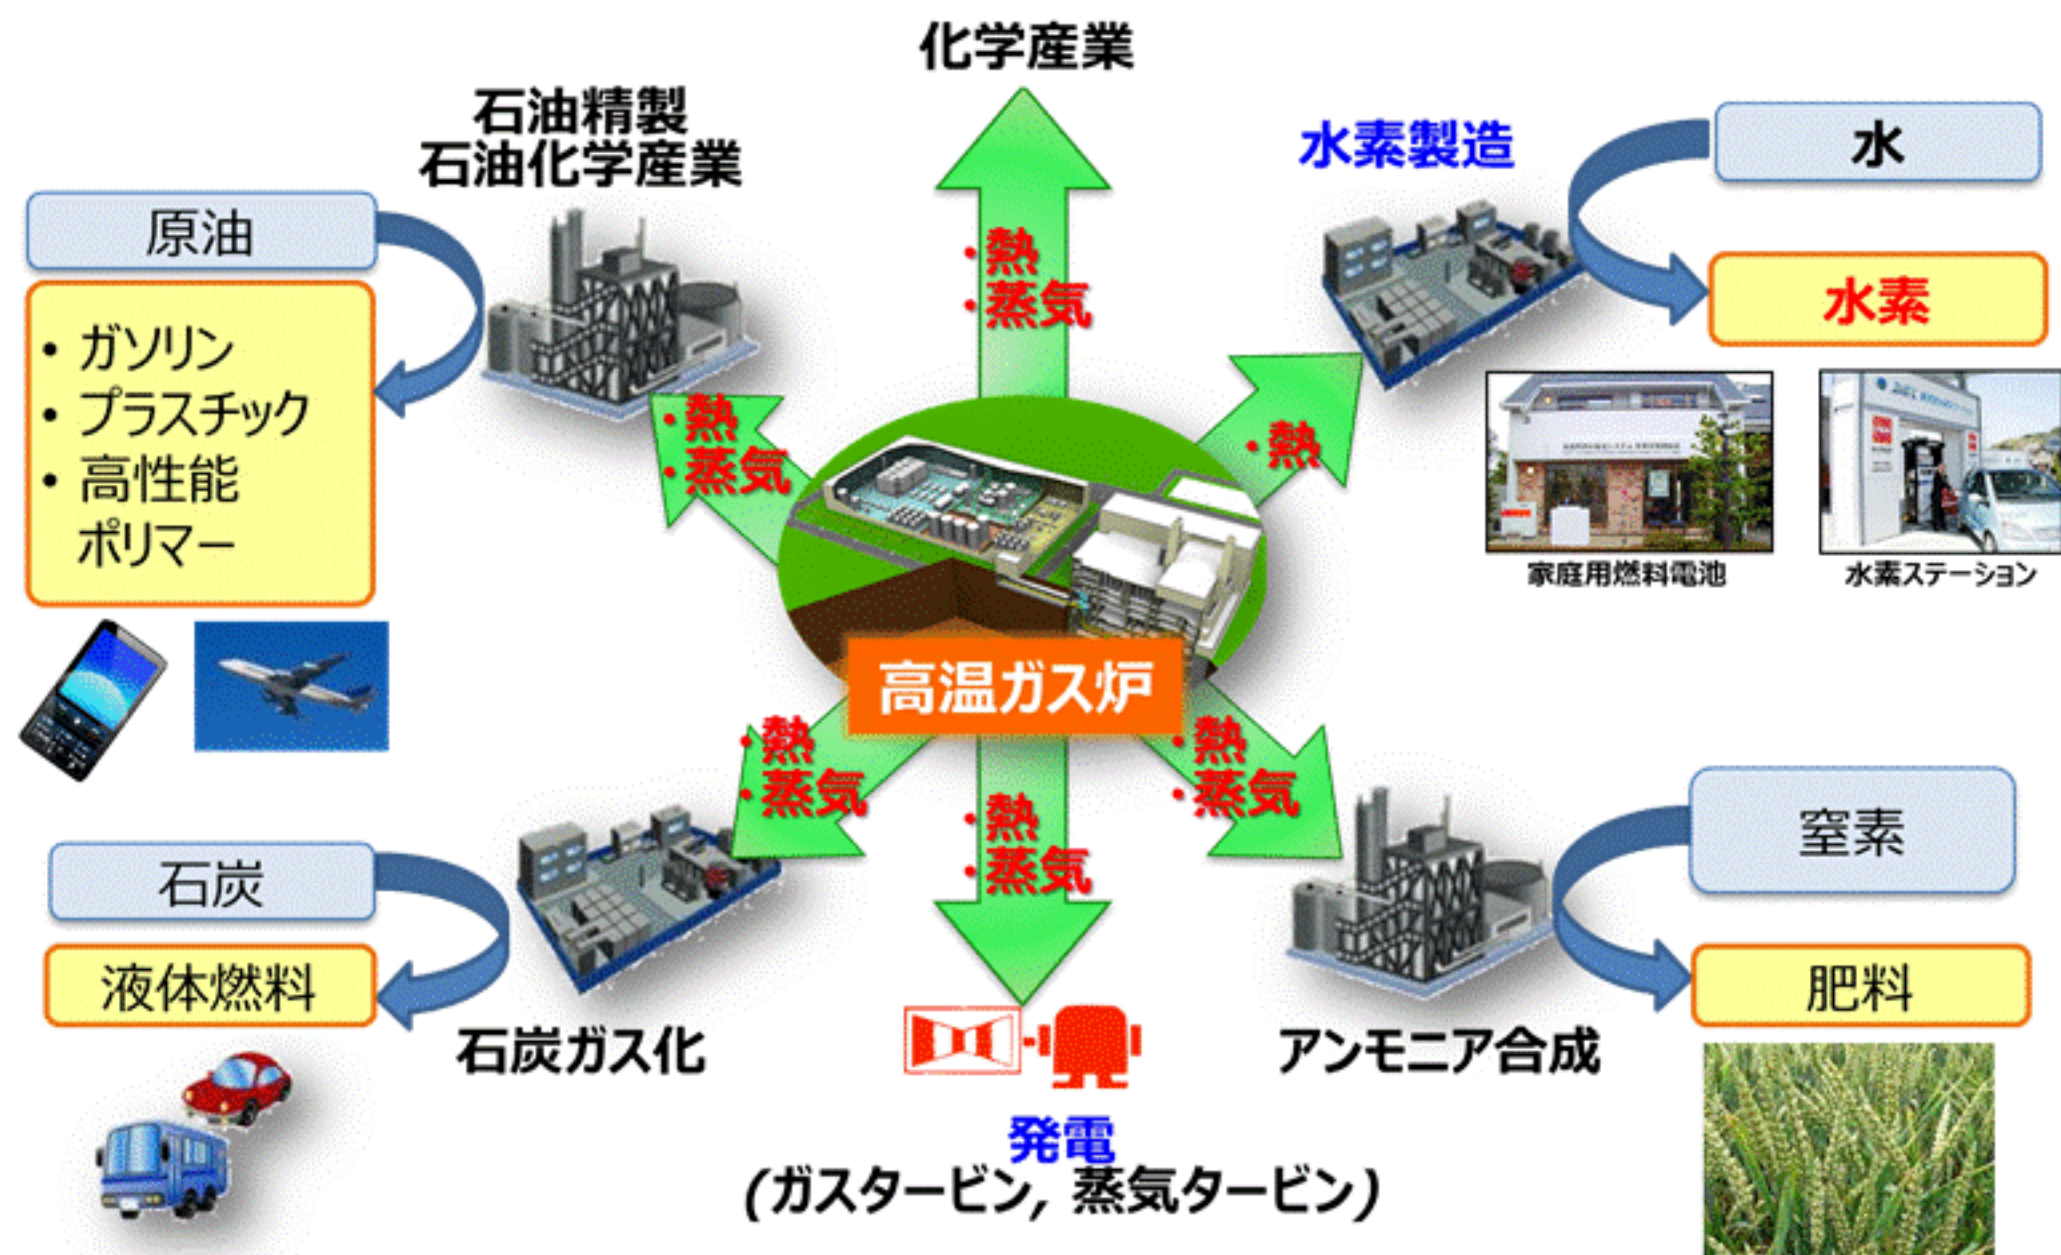 化学産業
石油精製
石油化学産業
水素製造
水
原油
・熱
・蒸気
水素
• ガソリン
• プラスチック
• 高性能
ポリマー
・熱
・蒸気
・熱
家庭用燃料電池
水素ステーション
高温ガス炉
・熱
・蒸気
・熱
・蒸気
・熱
・蒸気
石炭
窒素
液体燃料
肥料
石炭ガス化
アンモニア合成
発電
(ガスタービン, 蒸気タービン)